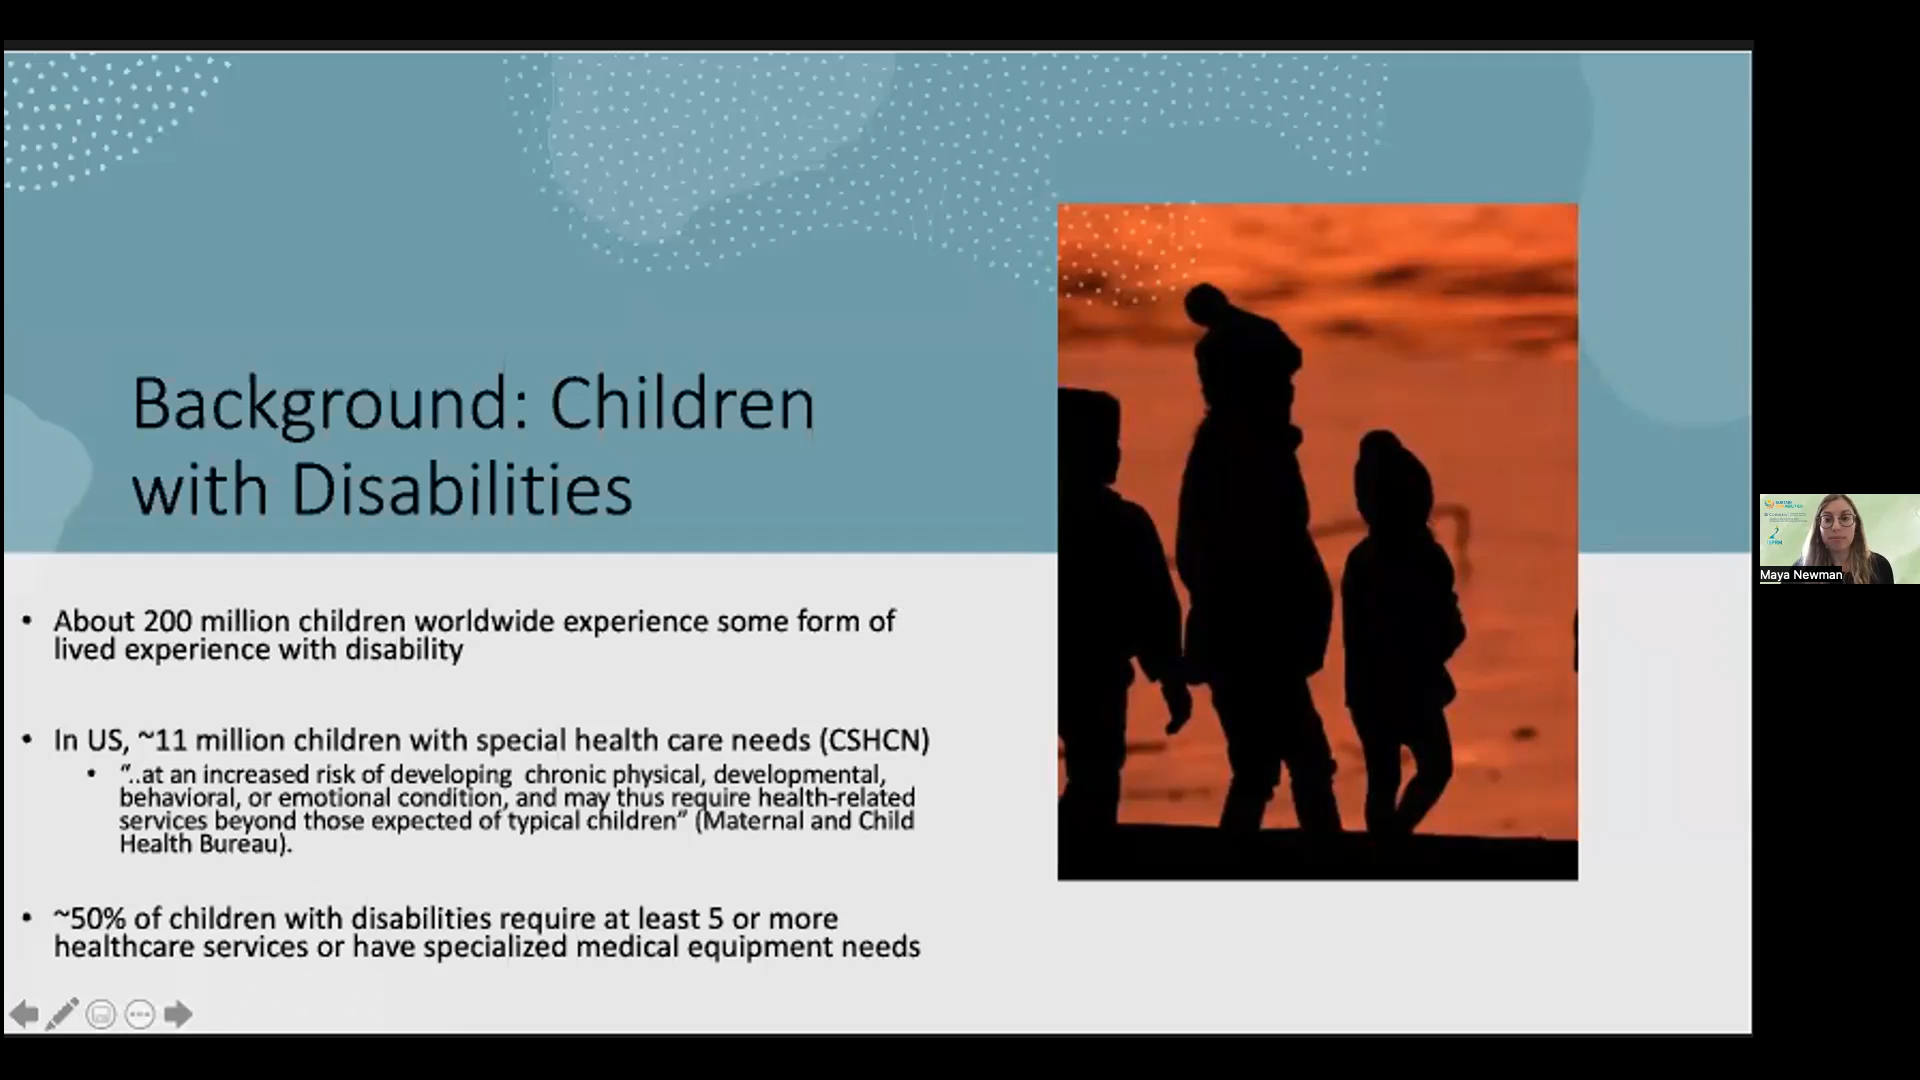 Background: Children
with Disabilities
• About 200 million children worldwide experience some form of
lived experience with disability
• In US, ~11 million children with special health care needs (CSHCN)
• “..at an increased risk of developing chronic physical, developmental,
behavioral, or emotional condition, and may thus require health-related
services beyond those expected of typical children” (Maternal and Child
Health Bureau).
• ~50% of children with disabilities require at least 5 or more
healthcare services or have specialized medical equipment needs
Maya Newman